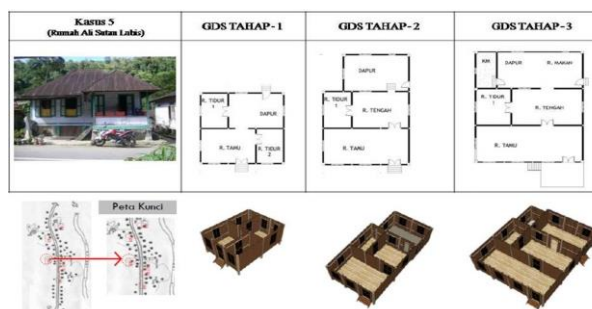 Kasus 5
(Rumah Ali Sutan Labis)
GDS TAHAP - 1
GDS TAHAP - 2
GDS TAHAP - 3
R. TIDUR
1
DAPUR
R. TAMU
R. TIDUR
2
DAPUR
R. TIDUR
1
R. TENGAH
R. TAMU
KM
DAPUR
R. MAKAN
R. TIDUR
1
R. TENGAH
R. TAMU
Peta Kunci